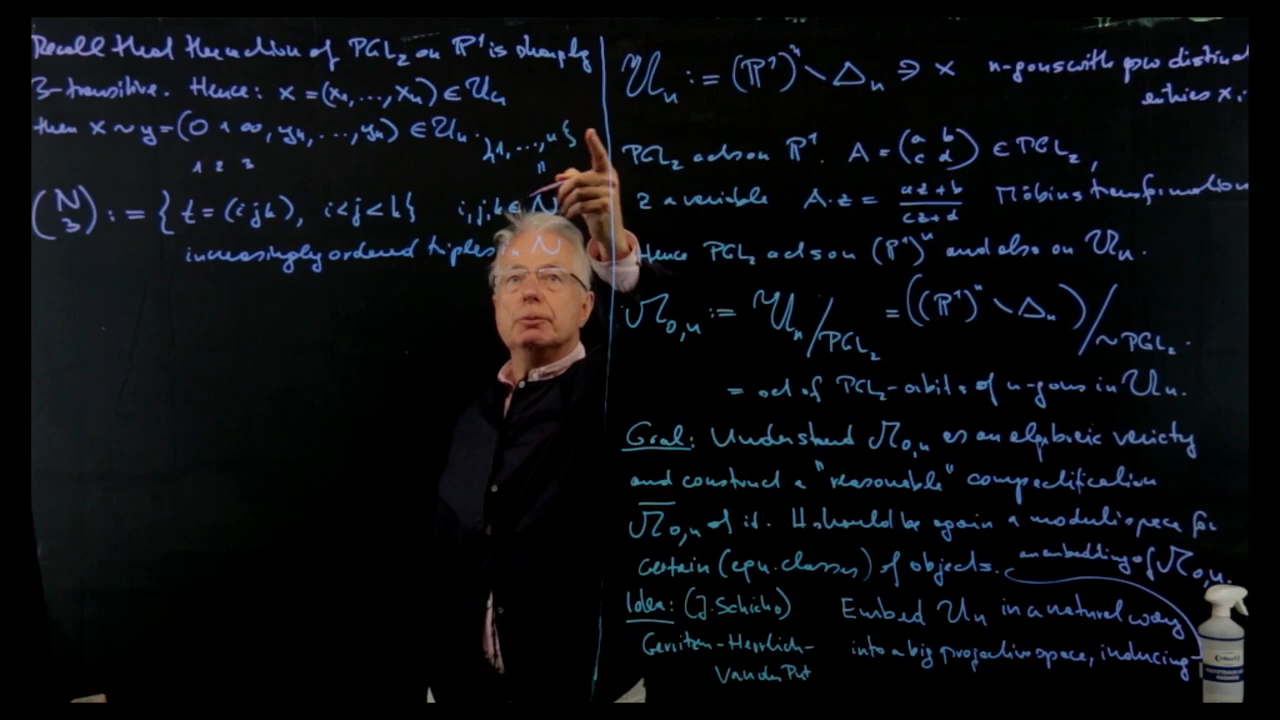 Recall that the action of PGL₂ on ℙ¹ is sharply
3-transitive. Hence: x = (x₁, ..., xₙ) ∈ 𝒰ₙ
then x ~ y = (0 1 ∞, y₄, ..., yₙ) ∈ 𝒰ₙ.
1 2 3
{1, ..., n}
"
(N 3) := { t = (i j k), i < j < k } i, j, k ∈ N
increasingly ordered triples in N
𝒰ₙ := (ℙ¹)ⁿ \ Δₙ ∋ x n-gons with pw distinct
entries xᵢ.
PGL₂ acts on ℙ¹. A = (a b c d) ∈ PGL₂,
z variable A·z = (az+b)/(cz+d) Möbius transformation
Hence PGL₂ acts on (ℙ¹)ⁿ and also on 𝒰ₙ.
ℳ₀,ₙ := 𝒰ₙ / PGL₂ = ((ℙ¹)ⁿ \ Δₙ) / ~PGL₂.
= set of PGL₂-orbits of n-gons in 𝒰ₙ.
Goal: Understand ℳ₀,ₙ as an algebraic variety
and construct a "reasonable" compactification
ℳ̅₀,ₙ of it. It should be again a moduli space for
certain (equ. classes) of objects.
an embedding of ℳ₀,ₙ.
Idea: (J. Schicho) Embed 𝒰ₙ in a natural way
Gerritzen-Herrlich- into a big projective space, inducing
Van der Put